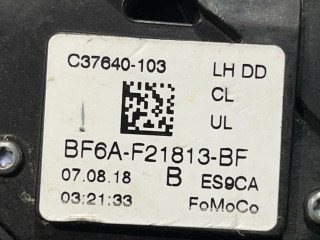 C37640-103 LH DD
CL
UL
BF6A-F21813-BF
07.08.18 B ES9CA
03:21:33 FoMoCo